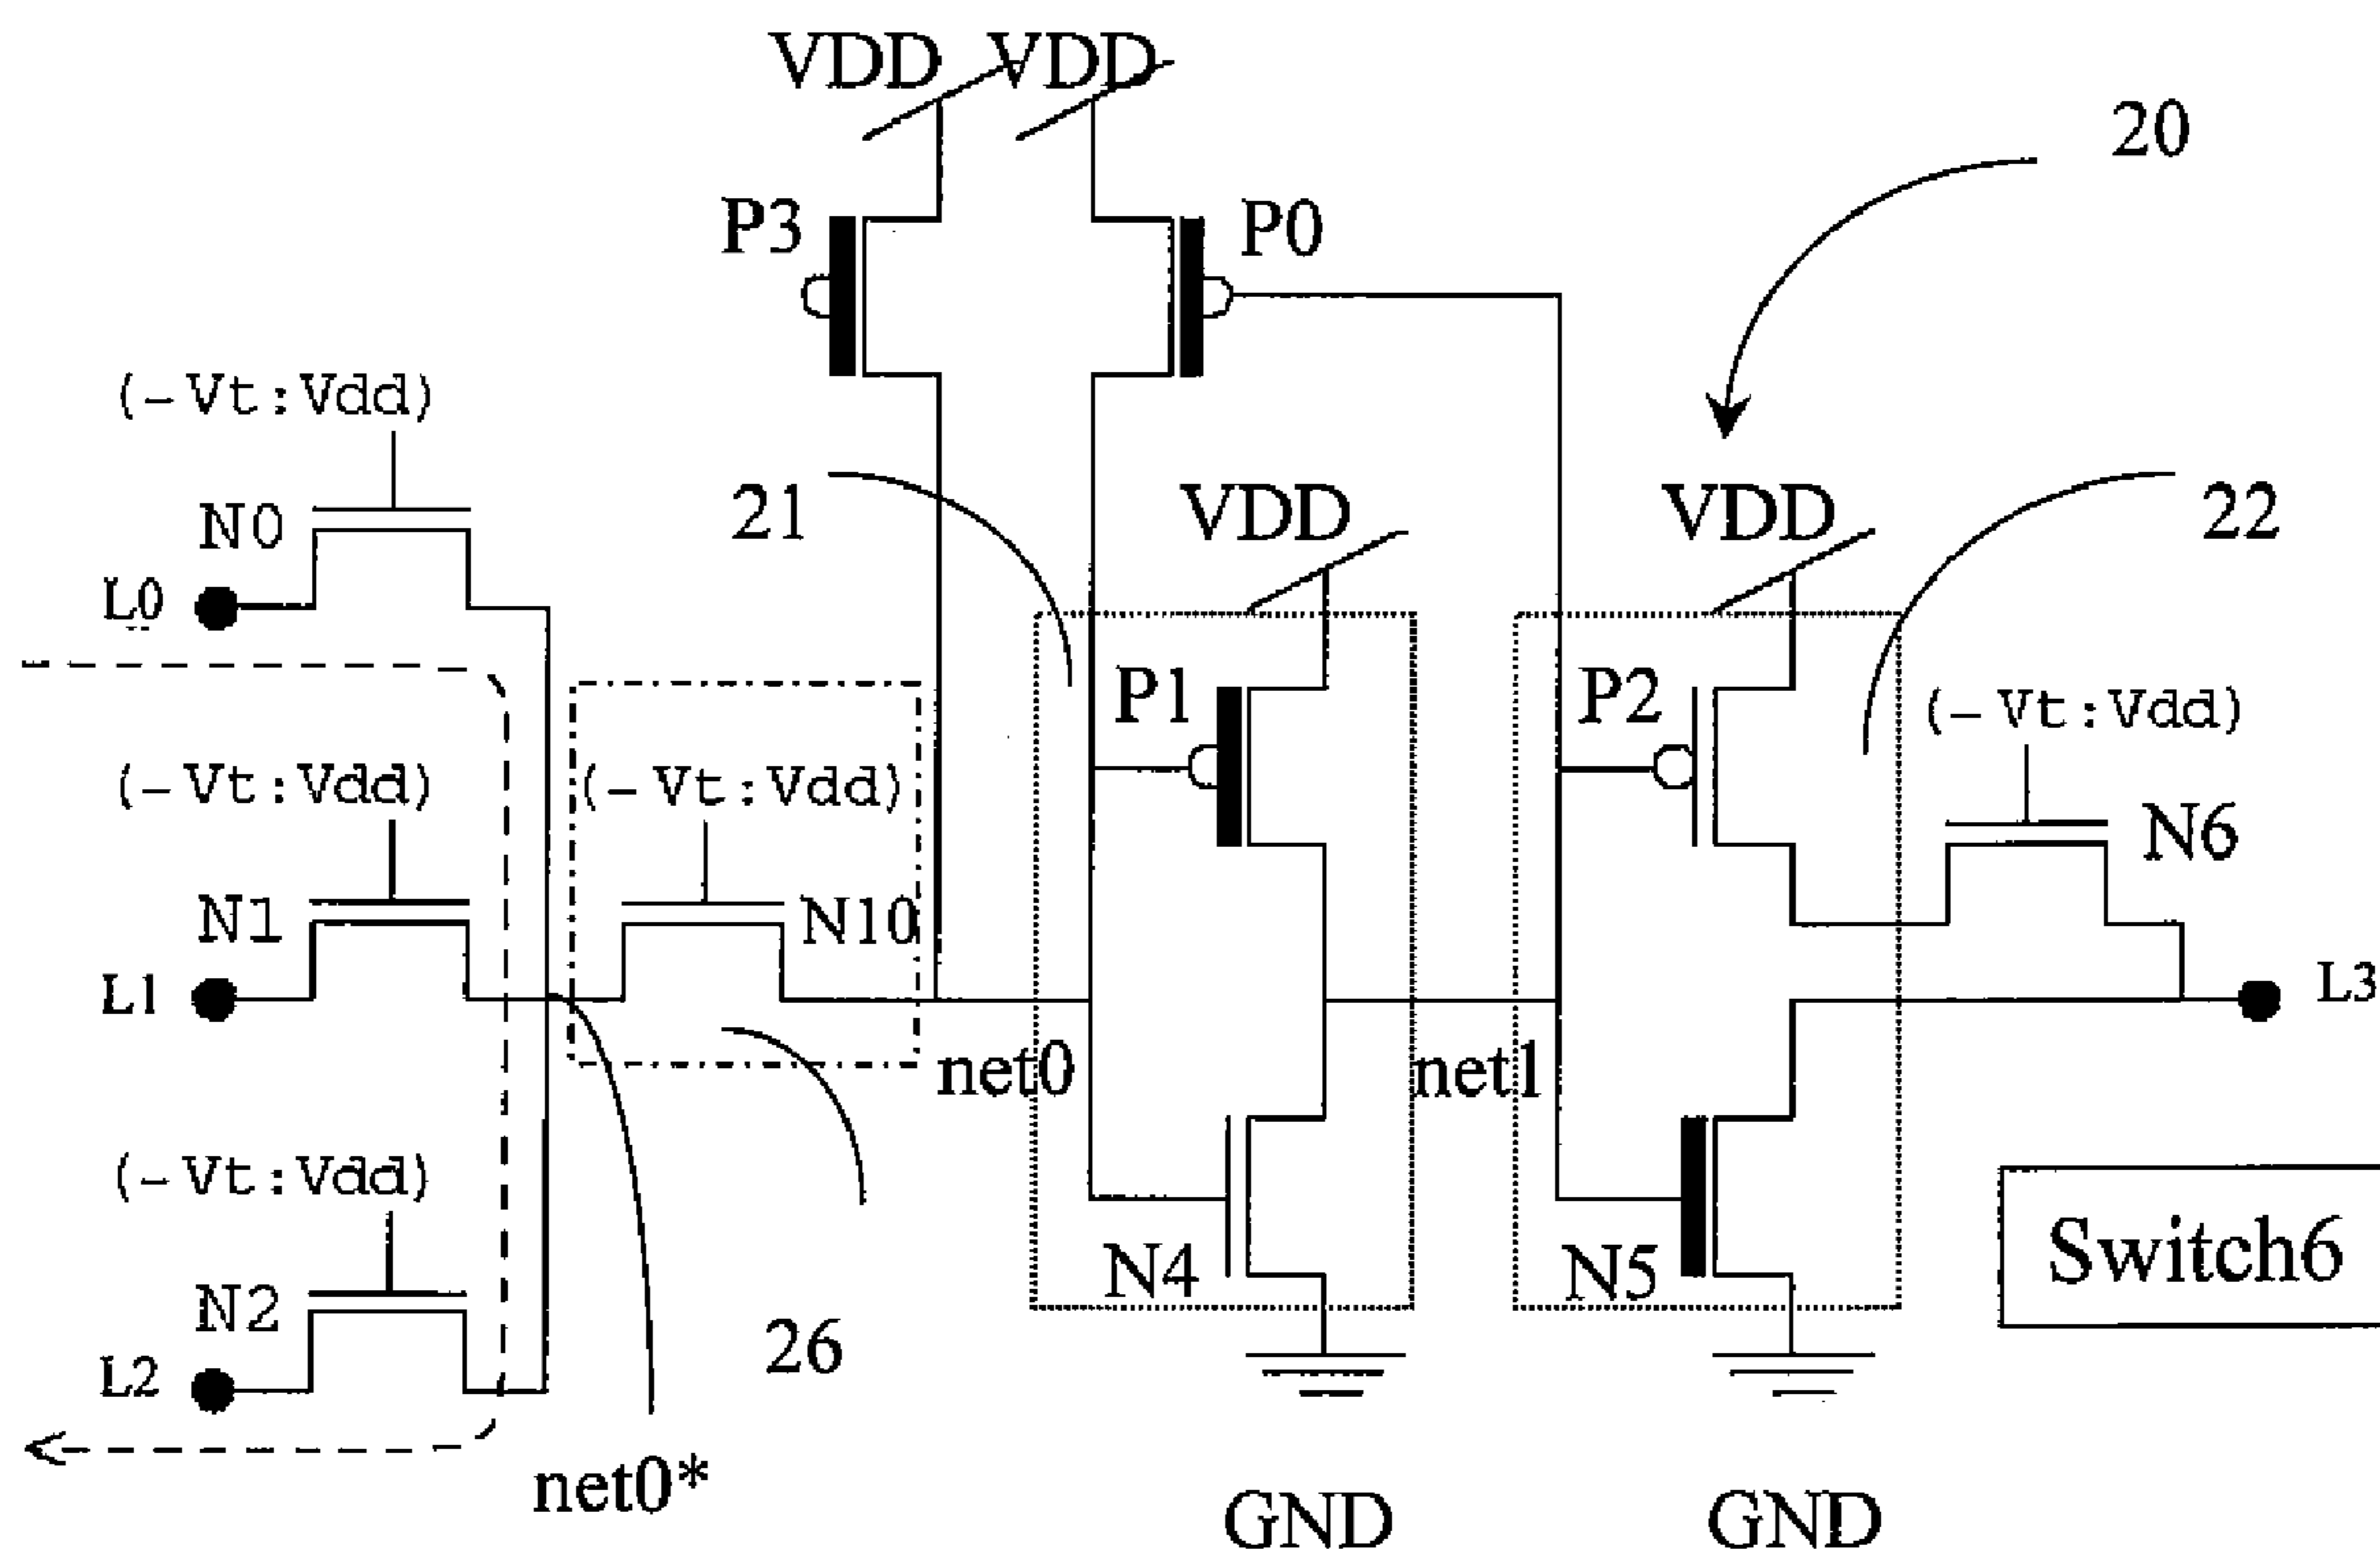 VDD VDD
20
P3 P0
(-Vt:Vdd)
21 VDD VDD 22
N0
L0
P1 P2 (-Vt:Vdd)
(-Vt:Vdd) (-Vt:Vdd)
N6
N1 N10
L1 L3
net0 net1
(-Vt:Vdd)
N2 N4 N5 Switch6
L2 26
net0*
GND GND